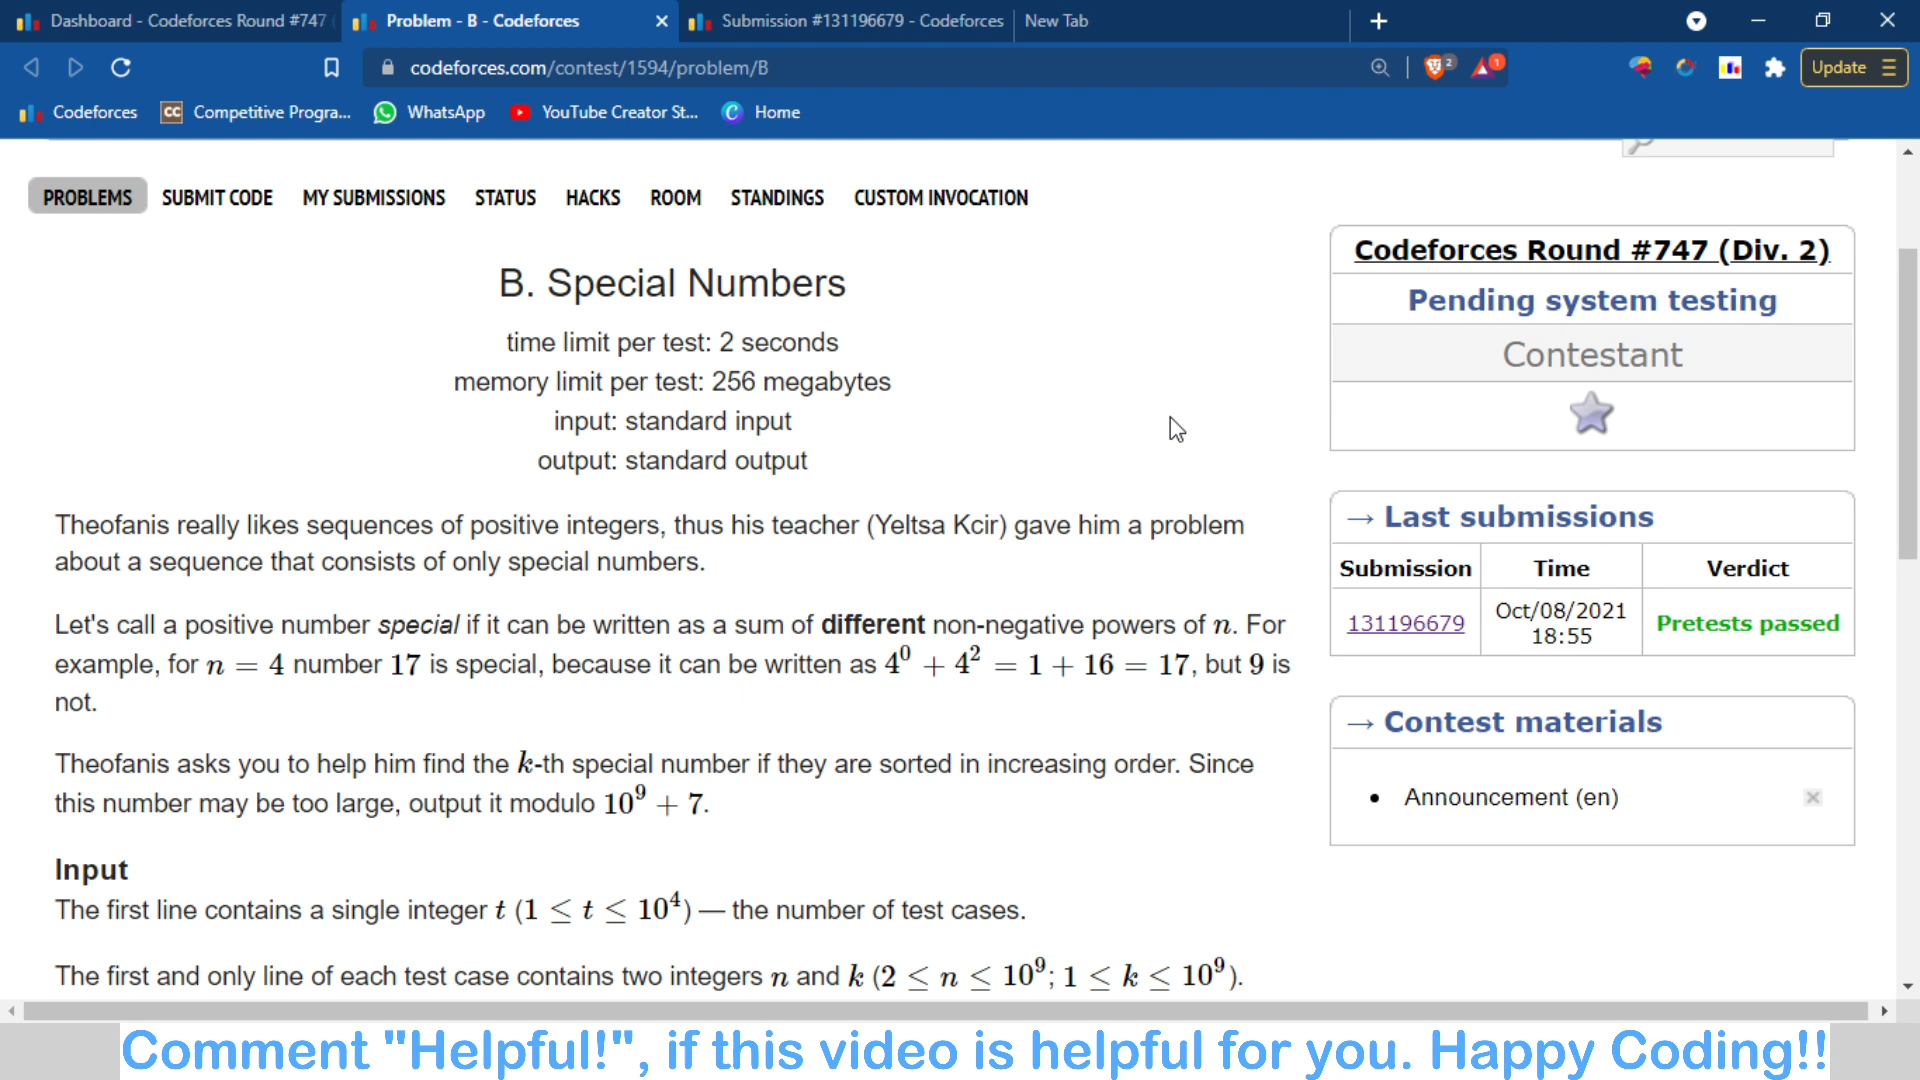 Dashboard - Codeforces Round #747
Problem - B - Codeforces
Submission #131196679 - Codeforces
New Tab
codeforces.com/contest/1594/problem/B
2
1
Update
Codeforces
CC
Competitive Progra...
WhatsApp
YouTube Creator St...
Home
PROBLEMS SUBMIT CODE MY SUBMISSIONS STATUS HACKS ROOM STANDINGS CUSTOM INVOCATION
B. Special Numbers
time limit per test: 2 seconds
memory limit per test: 256 megabytes
input: standard input
output: standard output
Theofanis really likes sequences of positive integers, thus his teacher (Yeltsa Kcir) gave him a problem
about a sequence that consists of only special numbers.
Let's call a positive number special if it can be written as a sum of different non-negative powers of n. For
example, for n = 4 number 17 is special, because it can be written as 4⁰ + 4² = 1 + 16 = 17, but 9 is
not.
Theofanis asks you to help him find the k-th special number if they are sorted in increasing order. Since
this number may be too large, output it modulo 10⁹ + 7.
Input
The first line contains a single integer t (1 ≤ t ≤ 10⁴) — the number of test cases.
The first and only line of each test case contains two integers n and k (2 ≤ n ≤ 10⁹; 1 ≤ k ≤ 10⁹).
Codeforces Round #747 (Div. 2)
Pending system testing
Contestant
→ Last submissions
Submission Time Verdict
131196679 Oct/08/2021 18:55 Pretests passed
→ Contest materials
Announcement (en)
Comment "Helpful!", if this video is helpful for you. Happy Coding!!